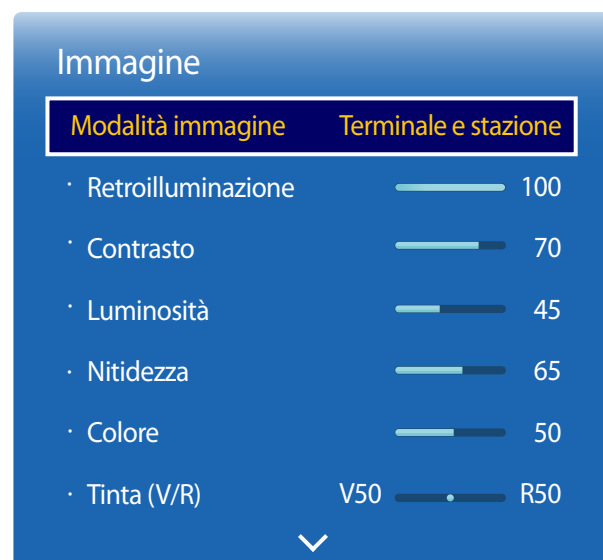 Immagine
Modalità immagine Terminale e stazione
· Retroilluminazione 100
· Contrasto 70
· Luminosità 45
· Nitidezza 65
· Colore 50
· Tinta (V/R) V50 R50